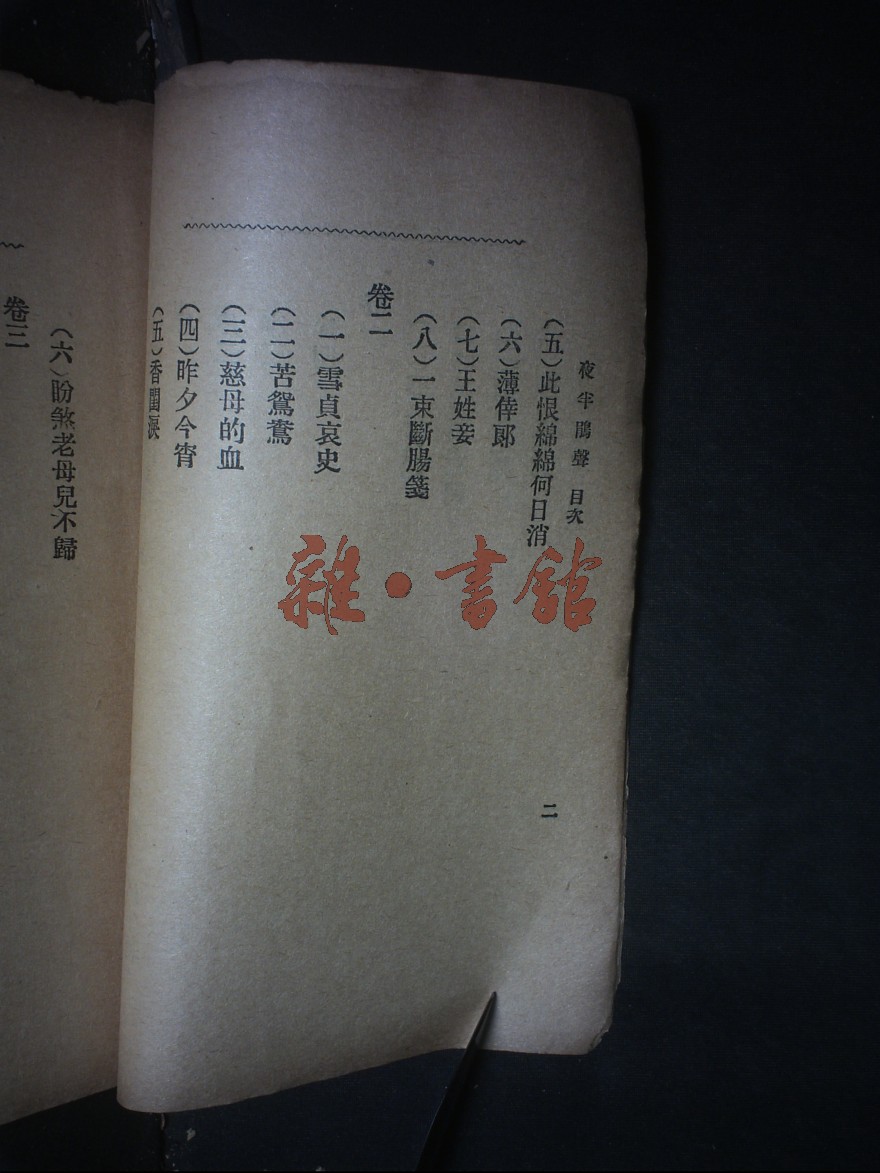 夜半鵑聲 目次
(五)此恨綿綿何日消
(六)薄倖郎
(七)王姓妾
(八)一束斷腸箋
卷二
(一)雪貞哀史
(二)苦鴛鴦
(三)慈母的血
(四)昨夕今宵
(五)香閨淚
二
(六)盼煞老母兒不歸
卷三
雜·書館